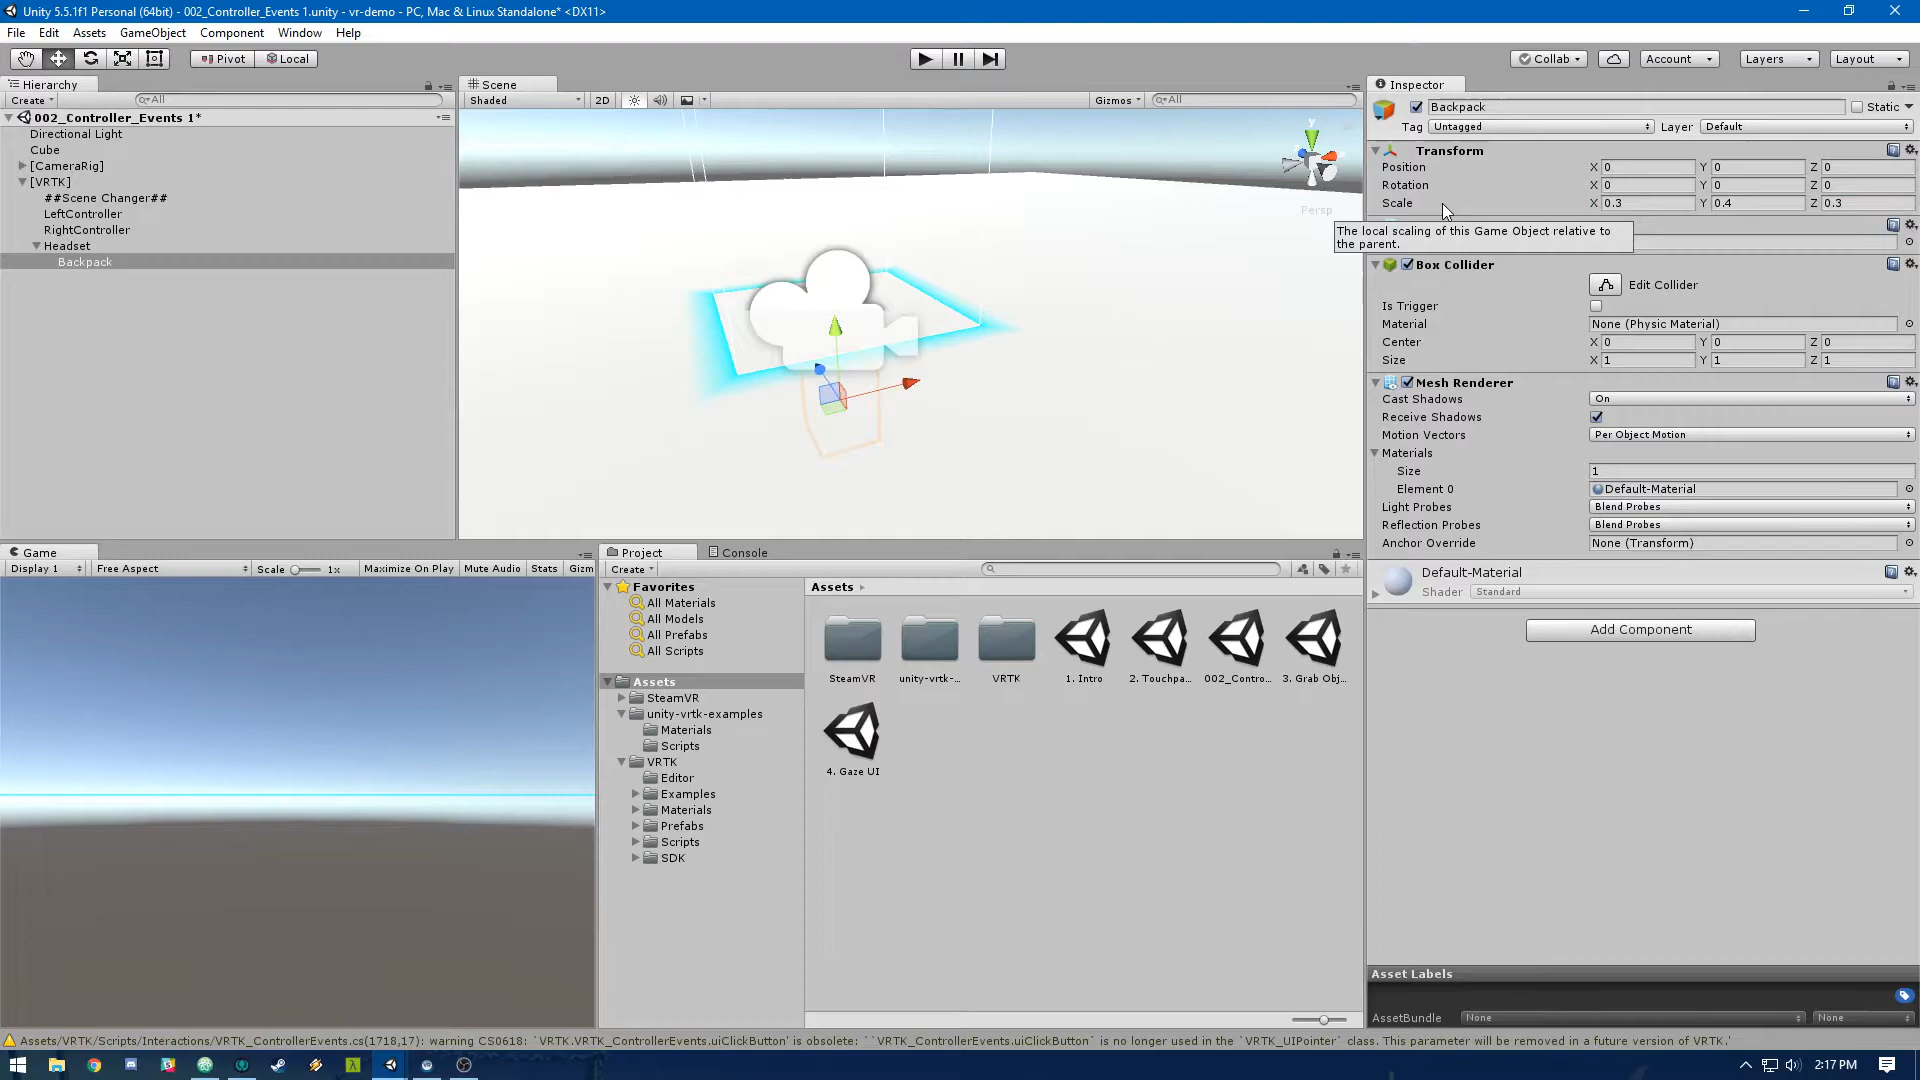 Unity 5.5.1f1 Personal (64bit) - 002_Controller_Events 1.unity - vr-demo - PC, Mac & Linux Standalone* <DX11>
File Edit Assets GameObject Component Window Help
Pivot Local Collab Account Layers Layout
Hierarchy
Create All
002_Controller_Events 1*
Directional Light
Cube
[CameraRig]
[VRTK]
##Scene Changer##
LeftController
RightController
Headset
Backpack
Scene
Shaded 2D Gizmos All
y
Persp
Inspector
Backpack Static
Tag Untagged Layer Default
Transform
Position X 0 Y 0 Z 0
Rotation X 0 Y 0 Z 0
Scale X 0.3 Y 0.4 Z 0.3
The local scaling of this Game Object relative to
the parent.
Box Collider
Edit Collider
Is Trigger
Material None (Physic Material)
Center X 0 Y 0 Z 0
Size X 1 Y 1 Z 1
Mesh Renderer
Cast Shadows On
Receive Shadows
Motion Vectors Per Object Motion
Materials
Size 1
Element 0 Default-Material
Light Probes Blend Probes
Reflection Probes Blend Probes
Anchor Override None (Transform)
Default-Material
Shader Standard
Add Component
Asset Labels
AssetBundle None None
Game
Display 1 Free Aspect Scale 1x Maximize On Play Mute Audio Stats Gizm
Project Console
Create
Favorites
All Materials
All Models
All Prefabs
All Scripts
Assets
SteamVR
unity-vrtk-examples
Materials
Scripts
VRTK
Editor
Examples
Materials
Prefabs
Scripts
SDK
Assets
SteamVR unity-vrtk-... VRTK 1. Intro 2. Touchpa... 002_Contro... 3. Grab Obj...
4. Gaze UI
Assets/VRTK/Scripts/Interactions/VRTK_ControllerEvents.cs(1718,17): warning CS0618: `VRTK.VRTK_ControllerEvents.uiClickButton' is obsolete: ``VRTK_ControllerEvents.uiClickButton` is no longer used in the `VRTK_UIPointer` class. This parameter will be removed in a future version of VRTK.'
2:17 PM